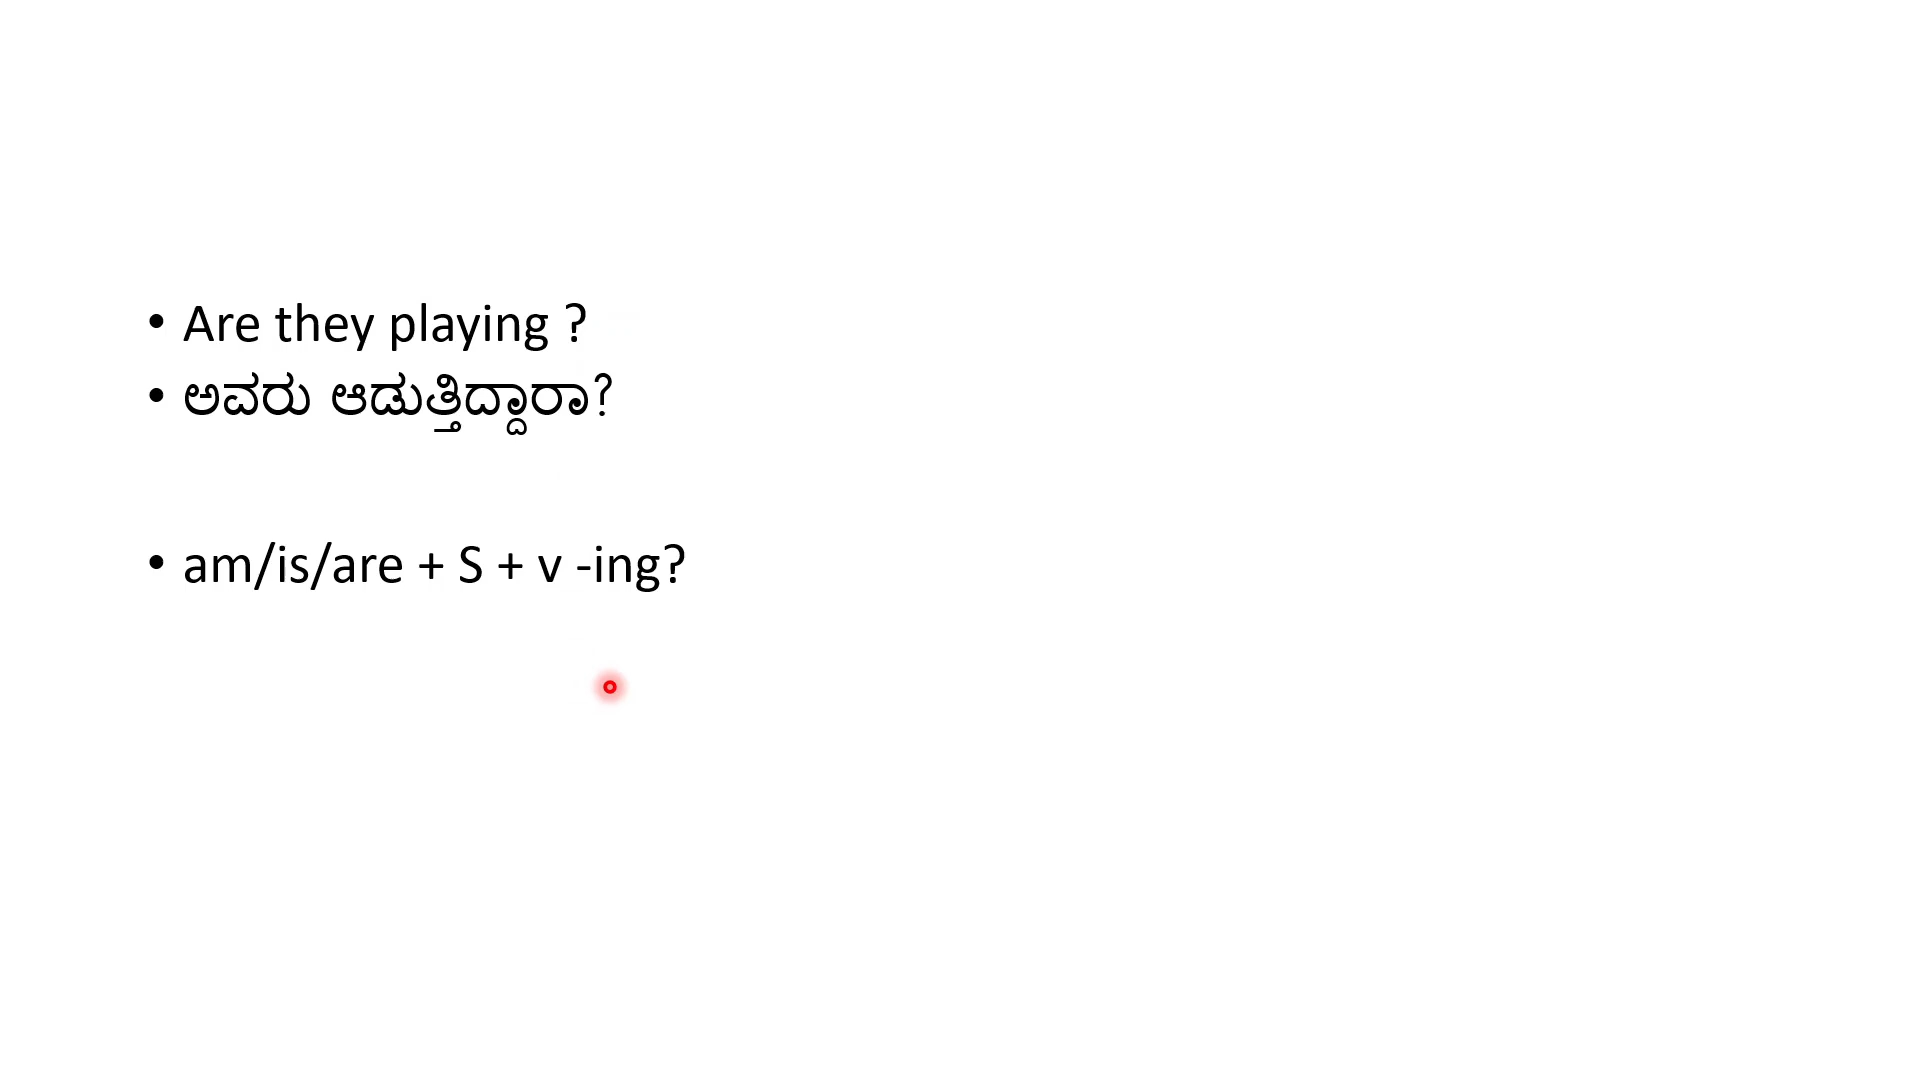 • Are they playing ?
• ಅವರು ಆಡುತ್ತಿದ್ದಾರಾ?
• am/is/are + S + v -ing?